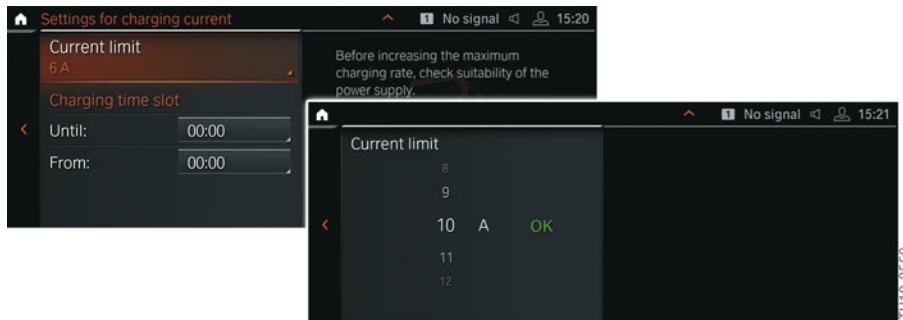 Settings for charging current
1 No signal 15:20
Current limit
6 A
Charging time slot
Until: 00:00
From: 00:00
Before increasing the maximum
charging rate, check suitability of the
power supply.
1 No signal 15:21
Current limit
8
9
10 A OK
11
12